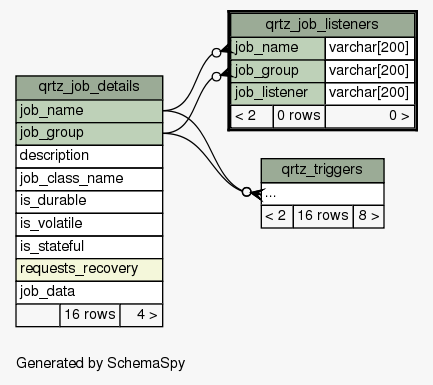 qrtz_job_listeners
job_name varchar[200]
job_group varchar[200]
job_listener varchar[200]
< 2 0 rows 0 >
qrtz_job_details
job_name
job_group
description
job_class_name
is_durable
is_volatile
is_stateful
requests_recovery
job_data
16 rows 4 >
qrtz_triggers
...
< 2 16 rows 8 >
Generated by SchemaSpy